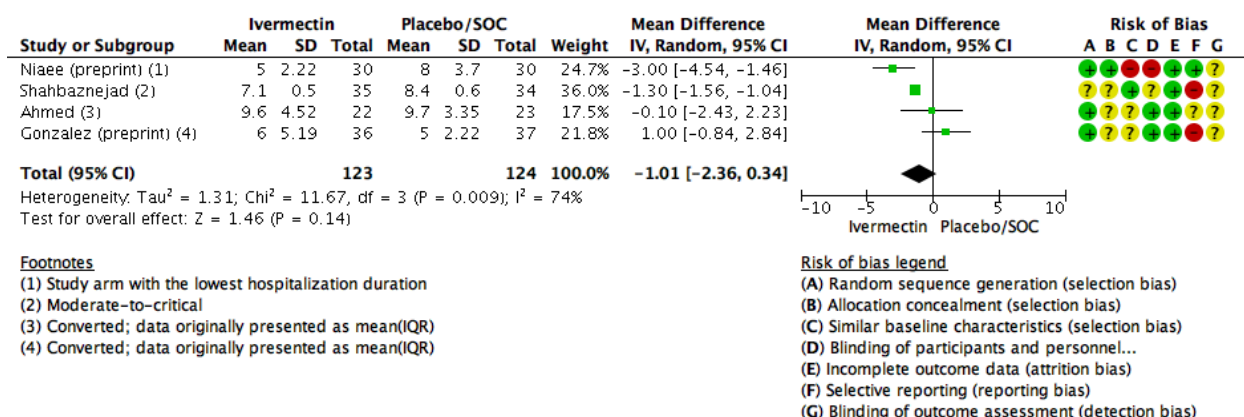 Ivermectin Placebo/SOC Mean Difference Mean Difference Risk of Bias
Study or Subgroup Mean SD Total Mean SD Total Weight IV, Random, 95% CI IV, Random, 95% CI A B C D E F G
Niaee (preprint) (1) 5 2.22 30 8 3.7 30 24.7% -3.00 [-4.54, -1.46] + + - - + + ?
Shahbaznejad (2) 7.1 0.5 35 8.4 0.6 34 36.0% -1.30 [-1.56, -1.04] ? ? + ? + - ?
Ahmed (3) 9.6 4.52 22 9.7 3.35 23 17.5% -0.10 [-2.43, 2.23] + ? ? + + ? ?
Gonzalez (preprint) (4) 6 5.19 36 5 2.22 37 21.8% 1.00 [-0.84, 2.84] + ? ? + + - ?
Total (95% CI) 123 124 100.0% -1.01 [-2.36, 0.34]
Heterogeneity: Tau² = 1.31; Chi² = 11.67, df = 3 (P = 0.009); I² = 74%
Test for overall effect: Z = 1.46 (P = 0.14)
-10 -5 0 5 10
Ivermectin Placebo/SOC
Footnotes
(1) Study arm with the lowest hospitalization duration
(2) Moderate-to-critical
(3) Converted; data originally presented as mean(IQR)
(4) Converted; data originally presented as mean(IQR)
Risk of bias legend
(A) Random sequence generation (selection bias)
(B) Allocation concealment (selection bias)
(C) Similar baseline characteristics (selection bias)
(D) Blinding of participants and personnel...
(E) Incomplete outcome data (attrition bias)
(F) Selective reporting (reporting bias)
(G) Blinding of outcome assessment (detection bias)